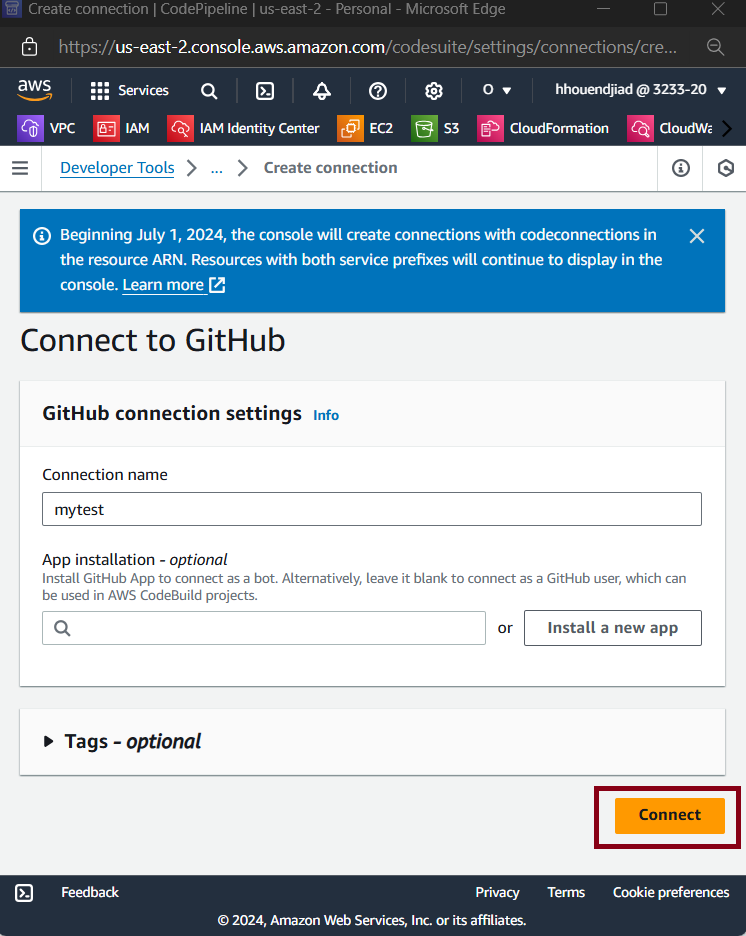 Create connection | CodePipeline | us-east-2 - Personal - Microsoft Edge
https://us-east-2.console.aws.amazon.com/codesuite/settings/connections/cre...
aws Services O hhouendjiad @ 3233-20
VPC IAM IAM Identity Center EC2 S3 CloudFormation CloudWa
Developer Tools ... Create connection
Beginning July 1, 2024, the console will create connections with codeconnections in
the resource ARN. Resources with both service prefixes will continue to display in the
console. Learn more
Connect to GitHub
GitHub connection settings Info
Connection name
mytest
App installation - optional
Install GitHub App to connect as a bot. Alternatively, leave it blank to connect as a GitHub user, which can
be used in AWS CodeBuild projects.
or Install a new app
Tags - optional
Connect
Feedback Privacy Terms Cookie preferences
© 2024, Amazon Web Services, Inc. or its affiliates.